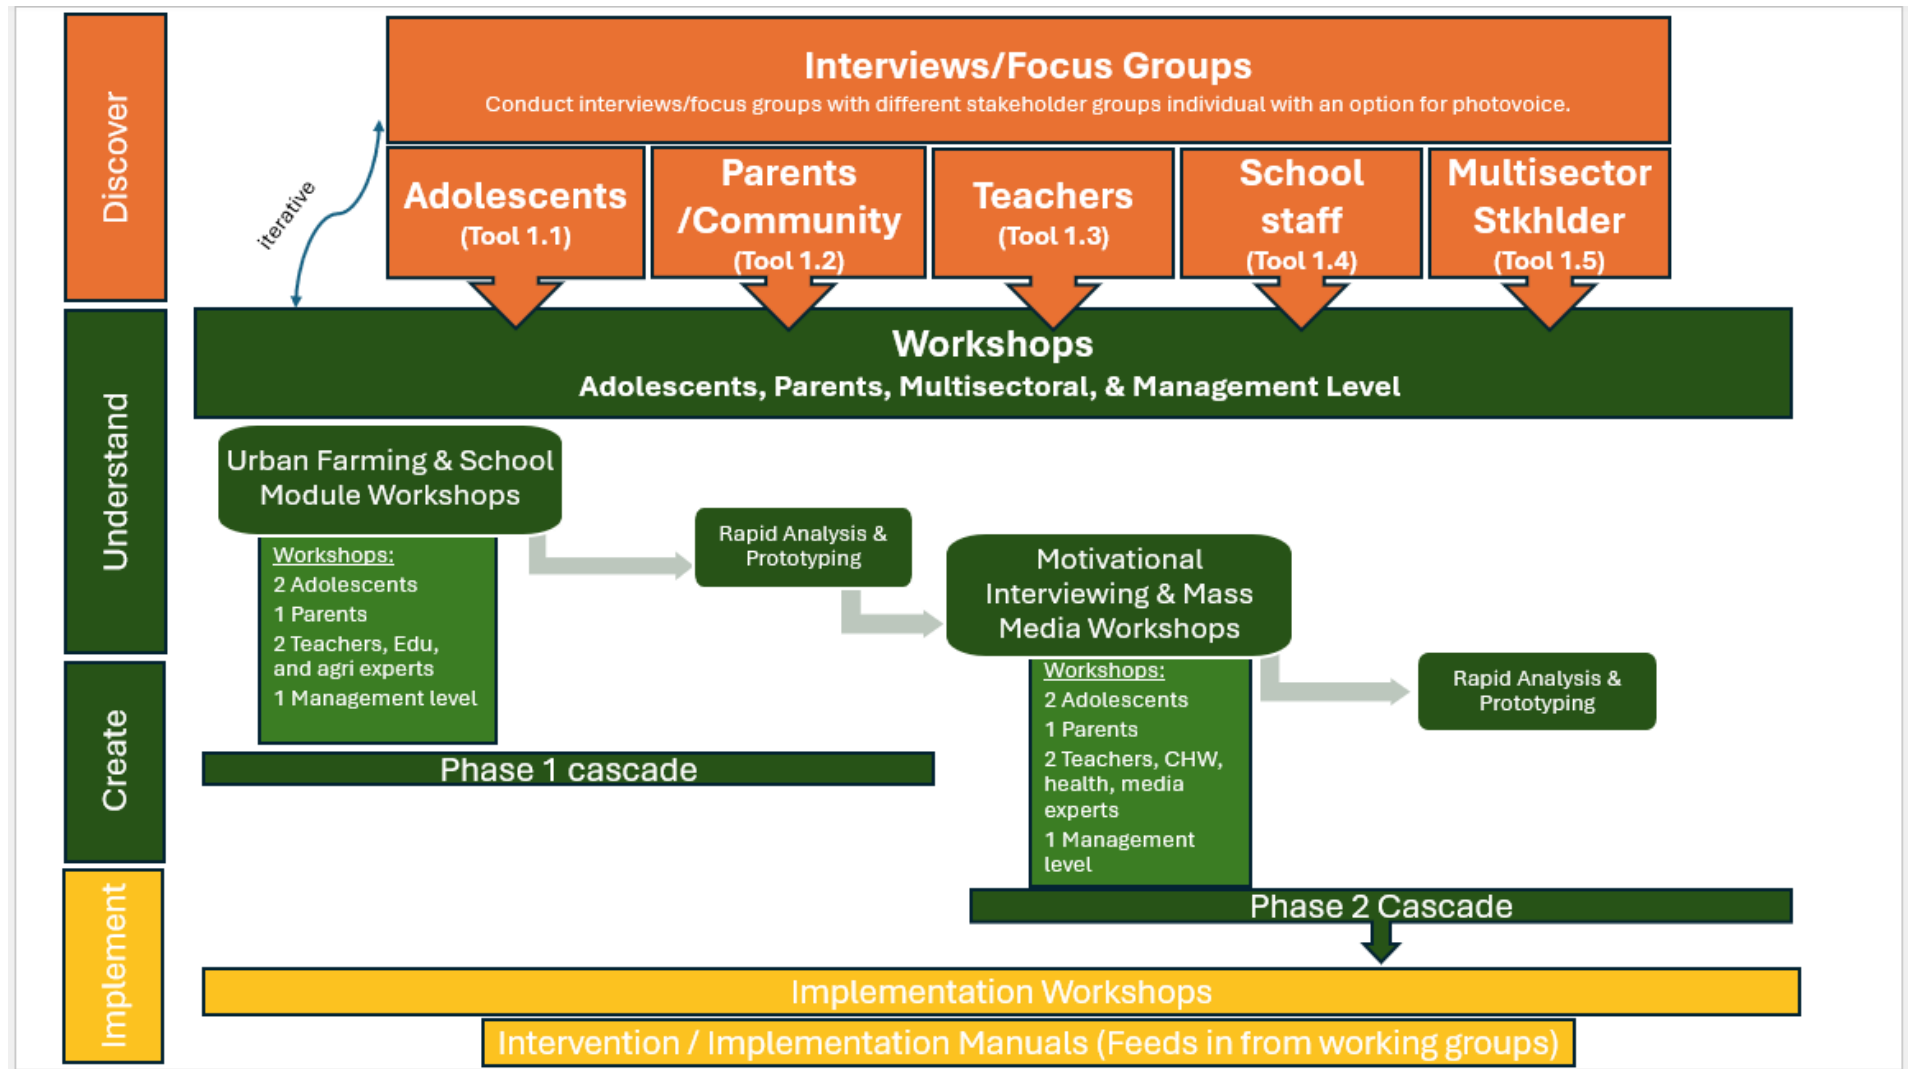 Discover
Interviews/Focus Groups
Conduct interviews/focus groups with different stakeholder groups individual with an option for photovoice.
iterative
Adolescents
(Tool 1.1)
Parents
/Community
(Tool 1.2)
Teachers
(Tool 1.3)
School
staff
(Tool 1.4)
Multisector
Stkhlder
(Tool 1.5)
Understand
Workshops
Adolescents, Parents, Multisectoral, & Management Level
Urban Farming & School
Module Workshops
Workshops:
2 Adolescents
1 Parents
2 Teachers, Edu,
and agri experts
1 Management level
Rapid Analysis &
Prototyping
Motivational
Interviewing & Mass
Media Workshops
Workshops:
2 Adolescents
1 Parents
2 Teachers, CHW,
health, media
experts
1 Management
level
Rapid Analysis &
Prototyping
Create
Phase 1 cascade
Phase 2 Cascade
Implement
Implementation Workshops
Intervention / Implementation Manuals (Feeds in from working groups)